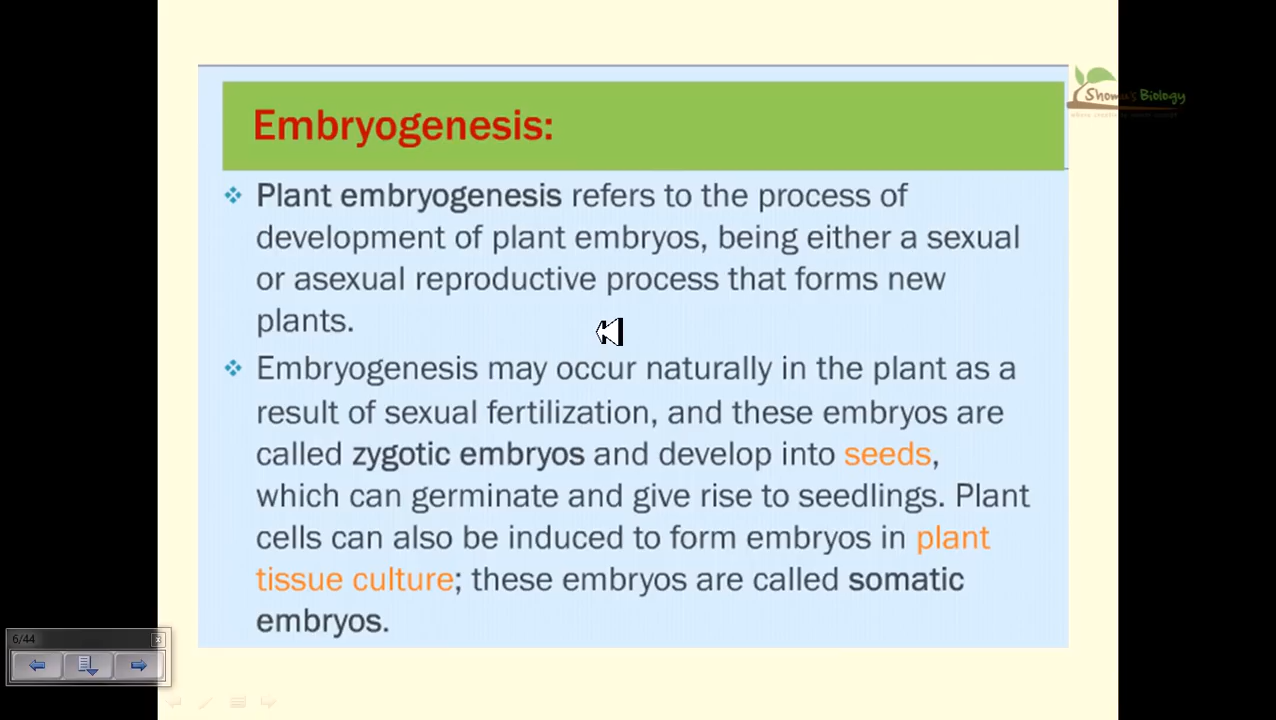 Shomu's Biology
Embryogenesis:
Plant embryogenesis refers to the process of
development of plant embryos, being either a sexual
or asexual reproductive process that forms new
plants.
Embryogenesis may occur naturally in the plant as a
result of sexual fertilization, and these embryos are
called zygotic embryos and develop into seeds,
which can germinate and give rise to seedlings. Plant
cells can also be induced to form embryos in plant
tissue culture; these embryos are called somatic
embryos.
6/44